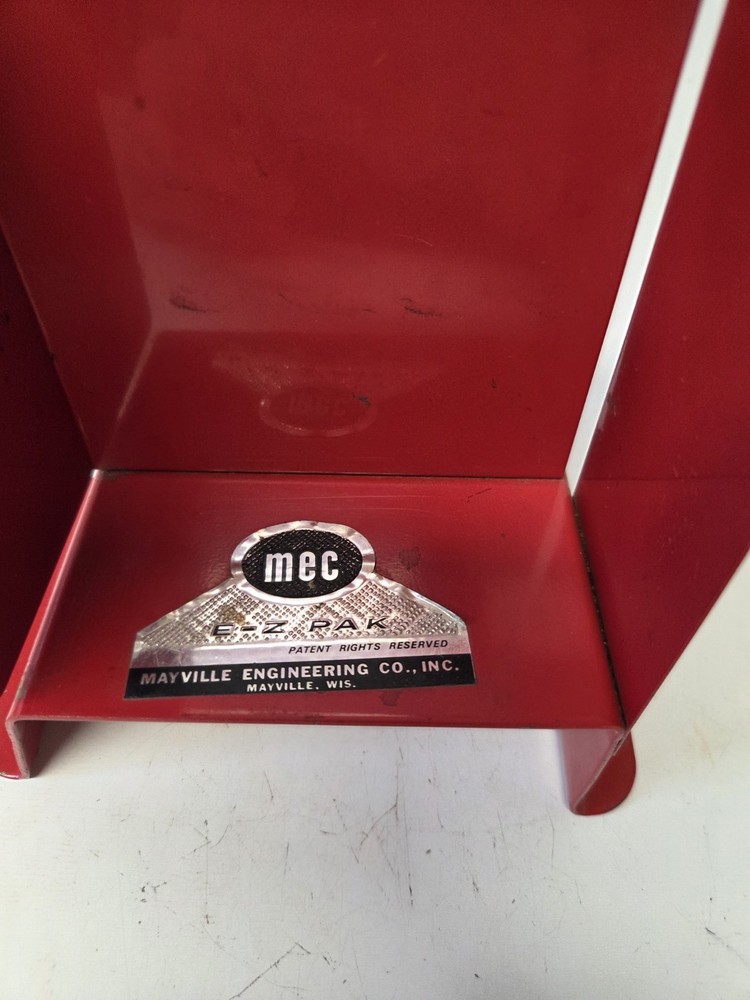 mec
E-Z PAK
PATENT RIGHTS RESERVED
MAYVILLE ENGINEERING CO., INC.
MAYVILLE, WIS.